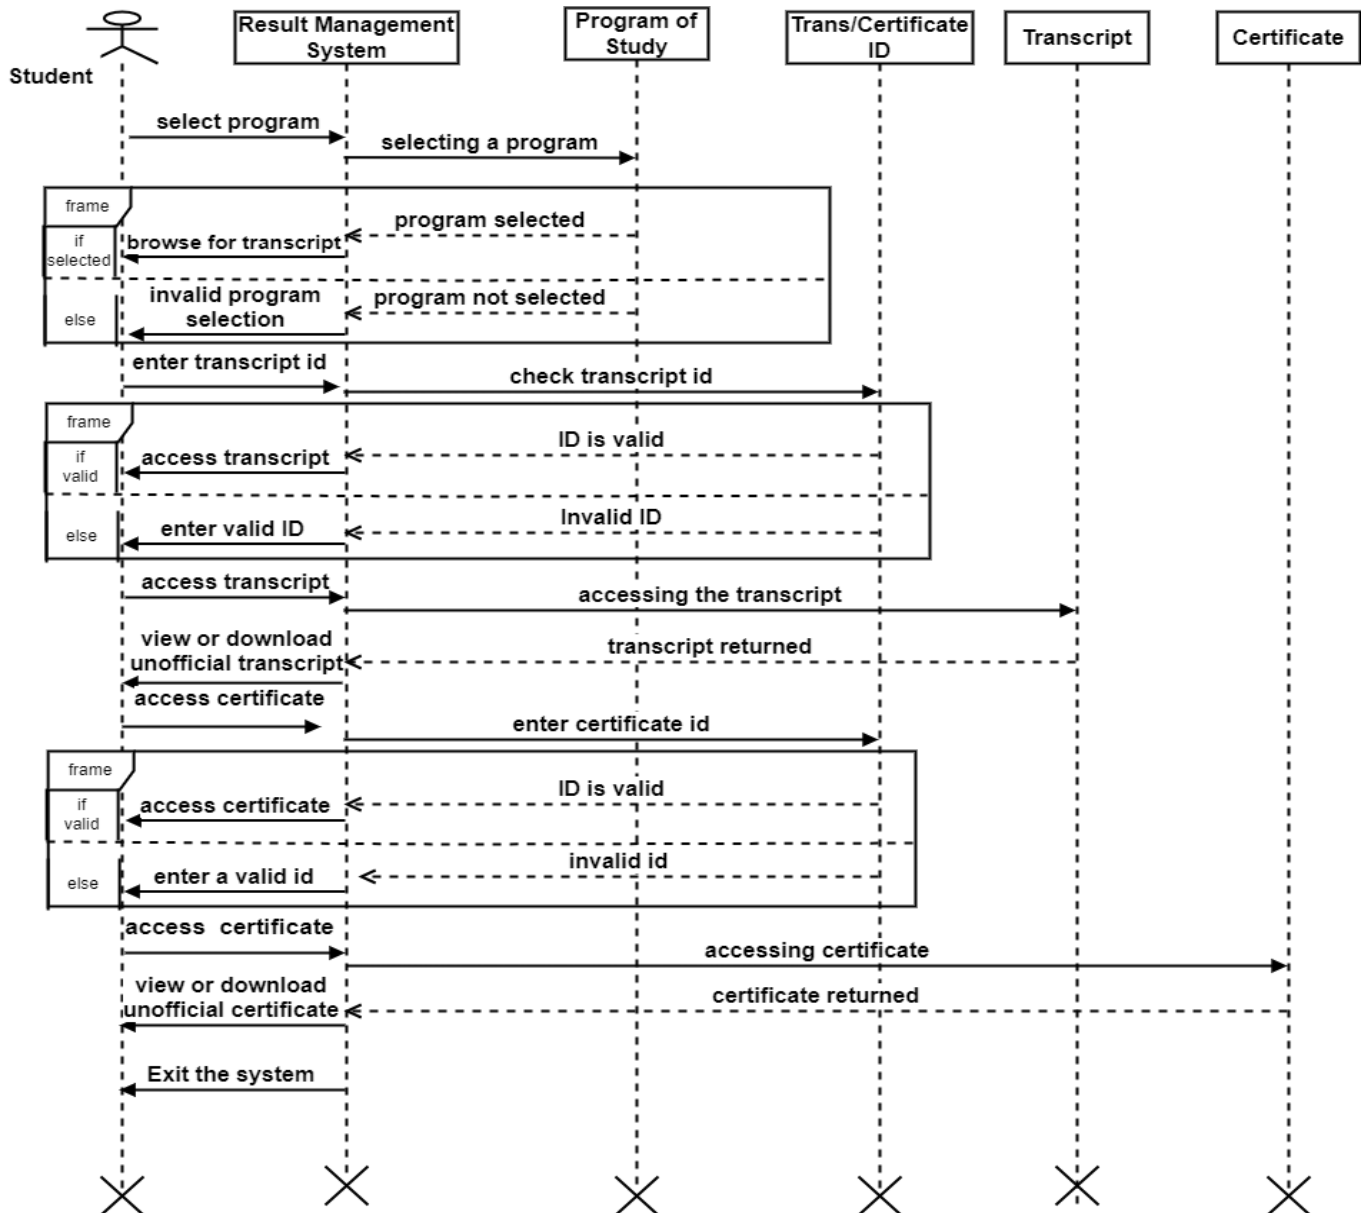 Student
Result Management
System
Program of
Study
Trans/Certificate
ID
Transcript
Certificate
select program
selecting a program
frame
program selected
if
selected
browse for transcript
invalid program
selection
program not selected
else
enter transcript id
check transcript id
frame
ID is valid
if
valid
access transcript
Invalid ID
else
enter valid ID
access transcript
accessing the transcript
view or download
unofficial transcript
transcript returned
access certificate
enter certificate id
frame
ID is valid
if
valid
access certificate
invalid id
else
enter a valid id
access certificate
accessing certificate
view or download
unofficial certificate
certificate returned
Exit the system